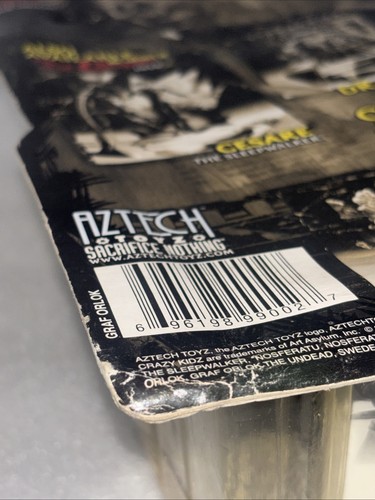 CESARE
THE SLEEPWALKER
AZTECH
TOYZ
SACRIFICE NOTHING
WWW.AZTECHTOYZ.COM
GRAF ORLOK
6 96198 99002 7
AZTECH TOYZ, the AZTECH TOYZ logo, AZTECHT
CRAZY KIDZ are trademarks of Art Asylum, Inc. ©
THE SLEEPWALKER, "NOSFERATU, NOSFERAT
ORLOK, GRAF ORLOK THE UNDEAD, SWEDE